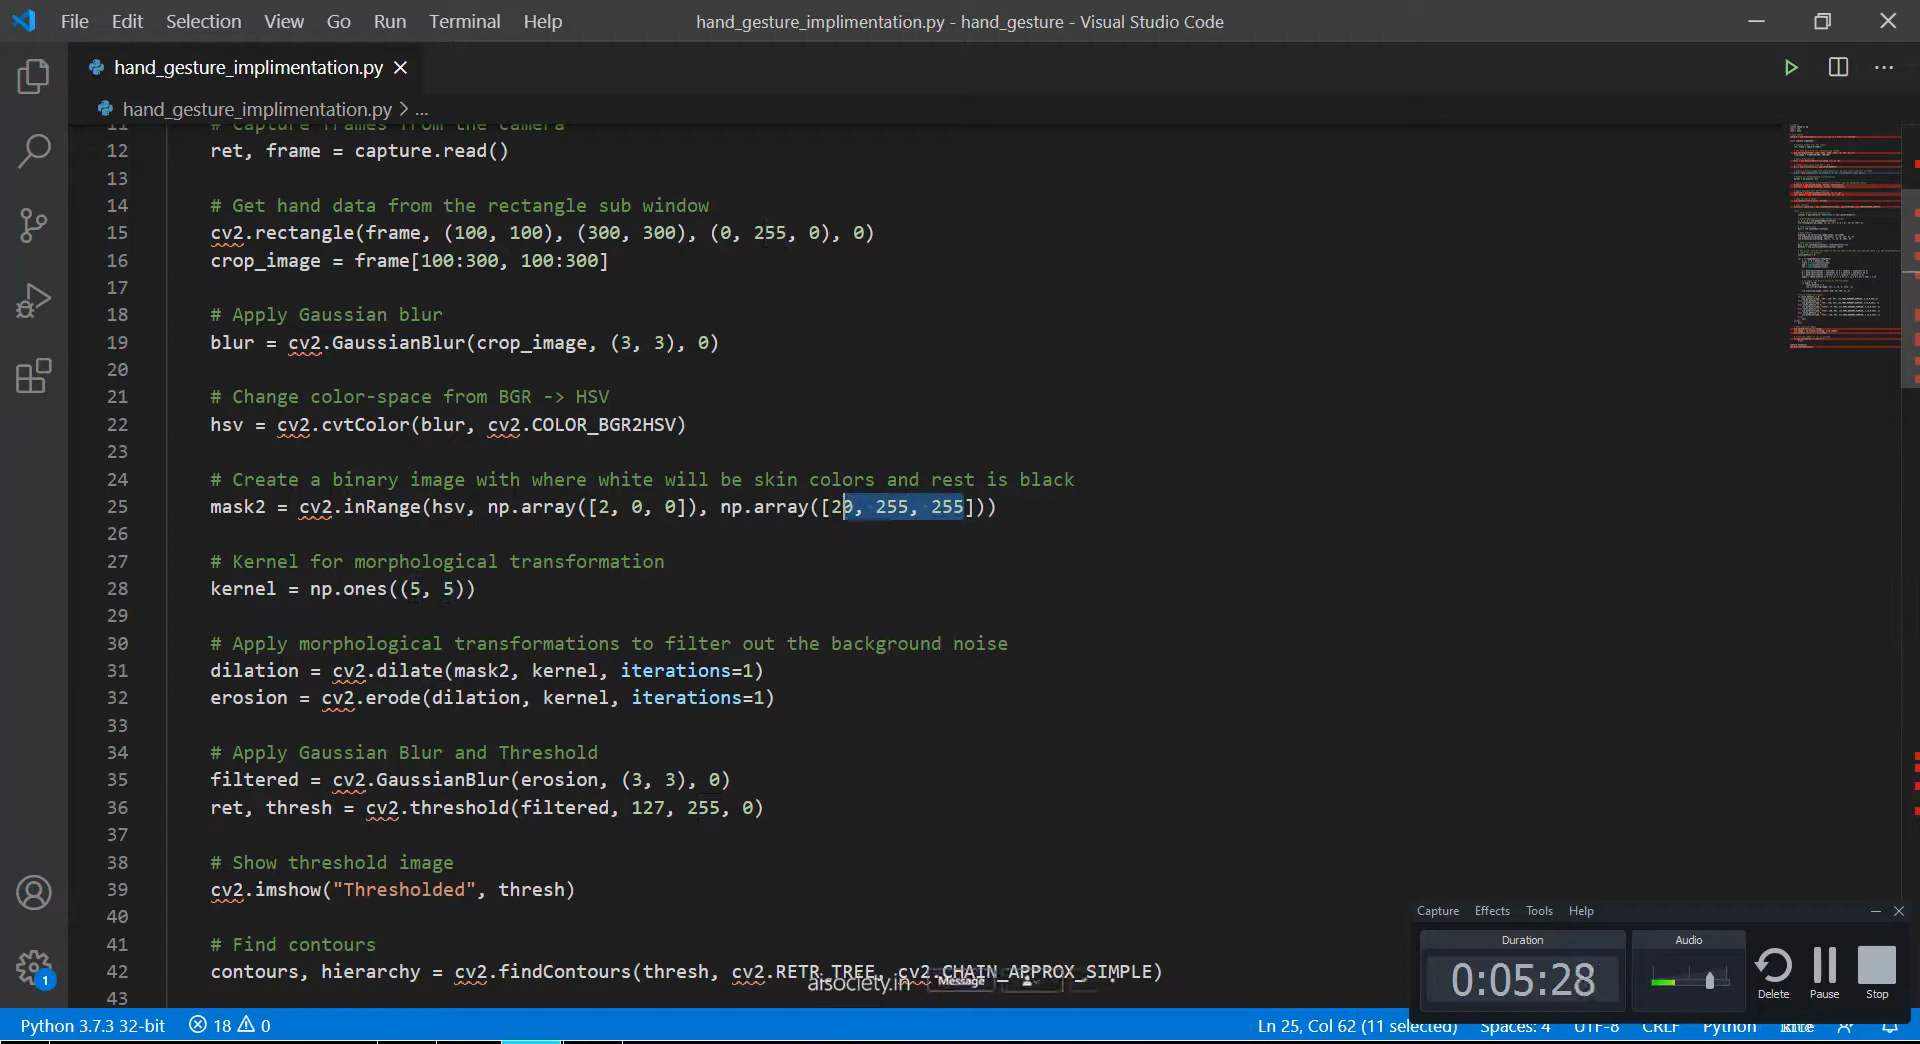 File Edit Selection View Go Run Terminal Help hand_gesture_implimentation.py - hand_gesture - Visual Studio Code
hand_gesture_implimentation.py
hand_gesture_implimentation.py > ...
11 # Capture frames from the camera
12 ret, frame = capture.read()
13
14 # Get hand data from the rectangle sub window
15 cv2.rectangle(frame, (100, 100), (300, 300), (0, 255, 0), 0)
16 crop_image = frame[100:300, 100:300]
17
18 # Apply Gaussian blur
19 blur = cv2.GaussianBlur(crop_image, (3, 3), 0)
20
21 # Change color-space from BGR -> HSV
22 hsv = cv2.cvtColor(blur, cv2.COLOR_BGR2HSV)
23
24 # Create a binary image with where white will be skin colors and rest is black
25 mask2 = cv2.inRange(hsv, np.array([2, 0, 0]), np.array([20, 255, 255]))
26
27 # Kernel for morphological transformation
28 kernel = np.ones((5, 5))
29
30 # Apply morphological transformations to filter out the background noise
31 dilation = cv2.dilate(mask2, kernel, iterations=1)
32 erosion = cv2.erode(dilation, kernel, iterations=1)
33
34 # Apply Gaussian Blur and Threshold
35 filtered = cv2.GaussianBlur(erosion, (3, 3), 0)
36 ret, thresh = cv2.threshold(filtered, 127, 255, 0)
37
38 # Show threshold image
39 cv2.imshow("Thresholded", thresh)
40
41 # Find contours
42 contours, hierarchy = cv2.findContours(thresh, cv2.RETR_TREE, cv2.CHAIN_APPROX_SIMPLE)
43
aisociety.in Message
Capture Effects Tools Help
Duration Audio
0:05:28
Delete Pause Stop
1
Python 3.7.3 32-bit 18 0 Ln 25, Col 62 (11 selected) Spaces: 4 UTF-8 CRLF Python